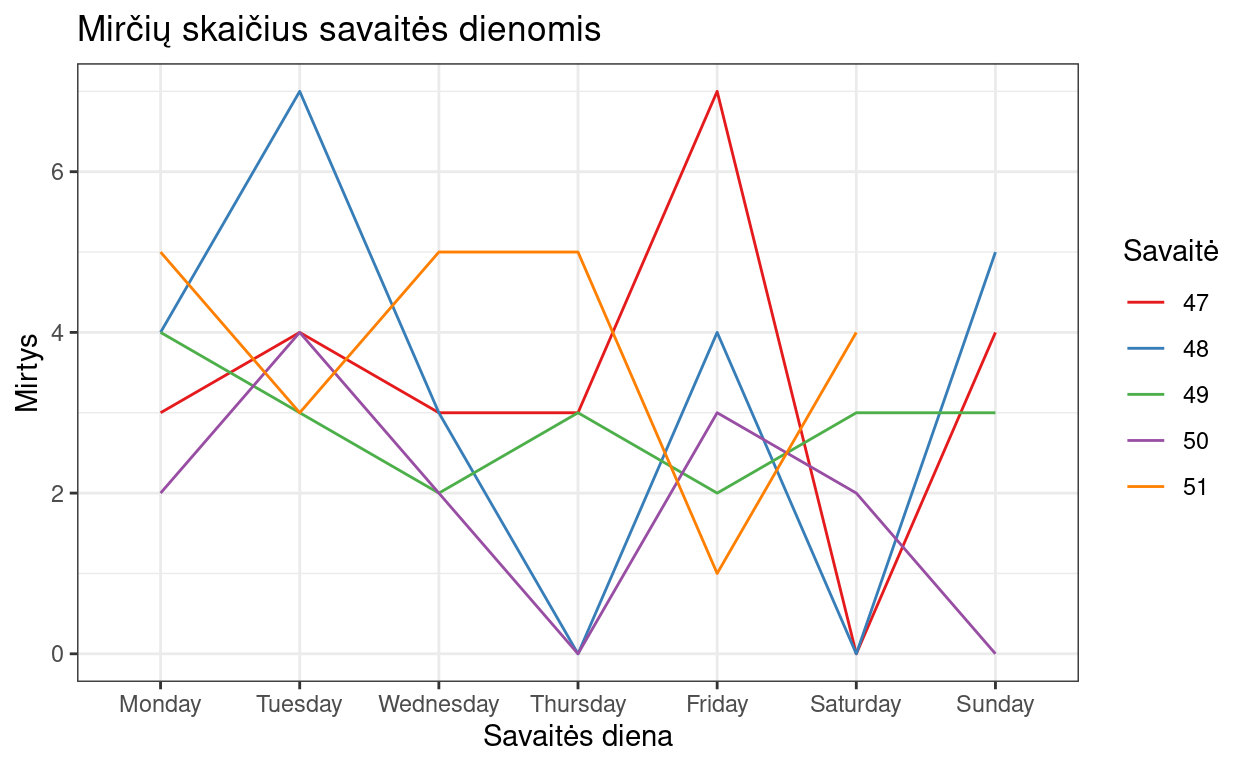 Mirčių skaičius savaitės dienomis
Mirtys
6
4
2
0
Monday Tuesday Wednesday Thursday Friday Saturday Sunday
Savaitės diena
Savaitė
47
48
49
50
51